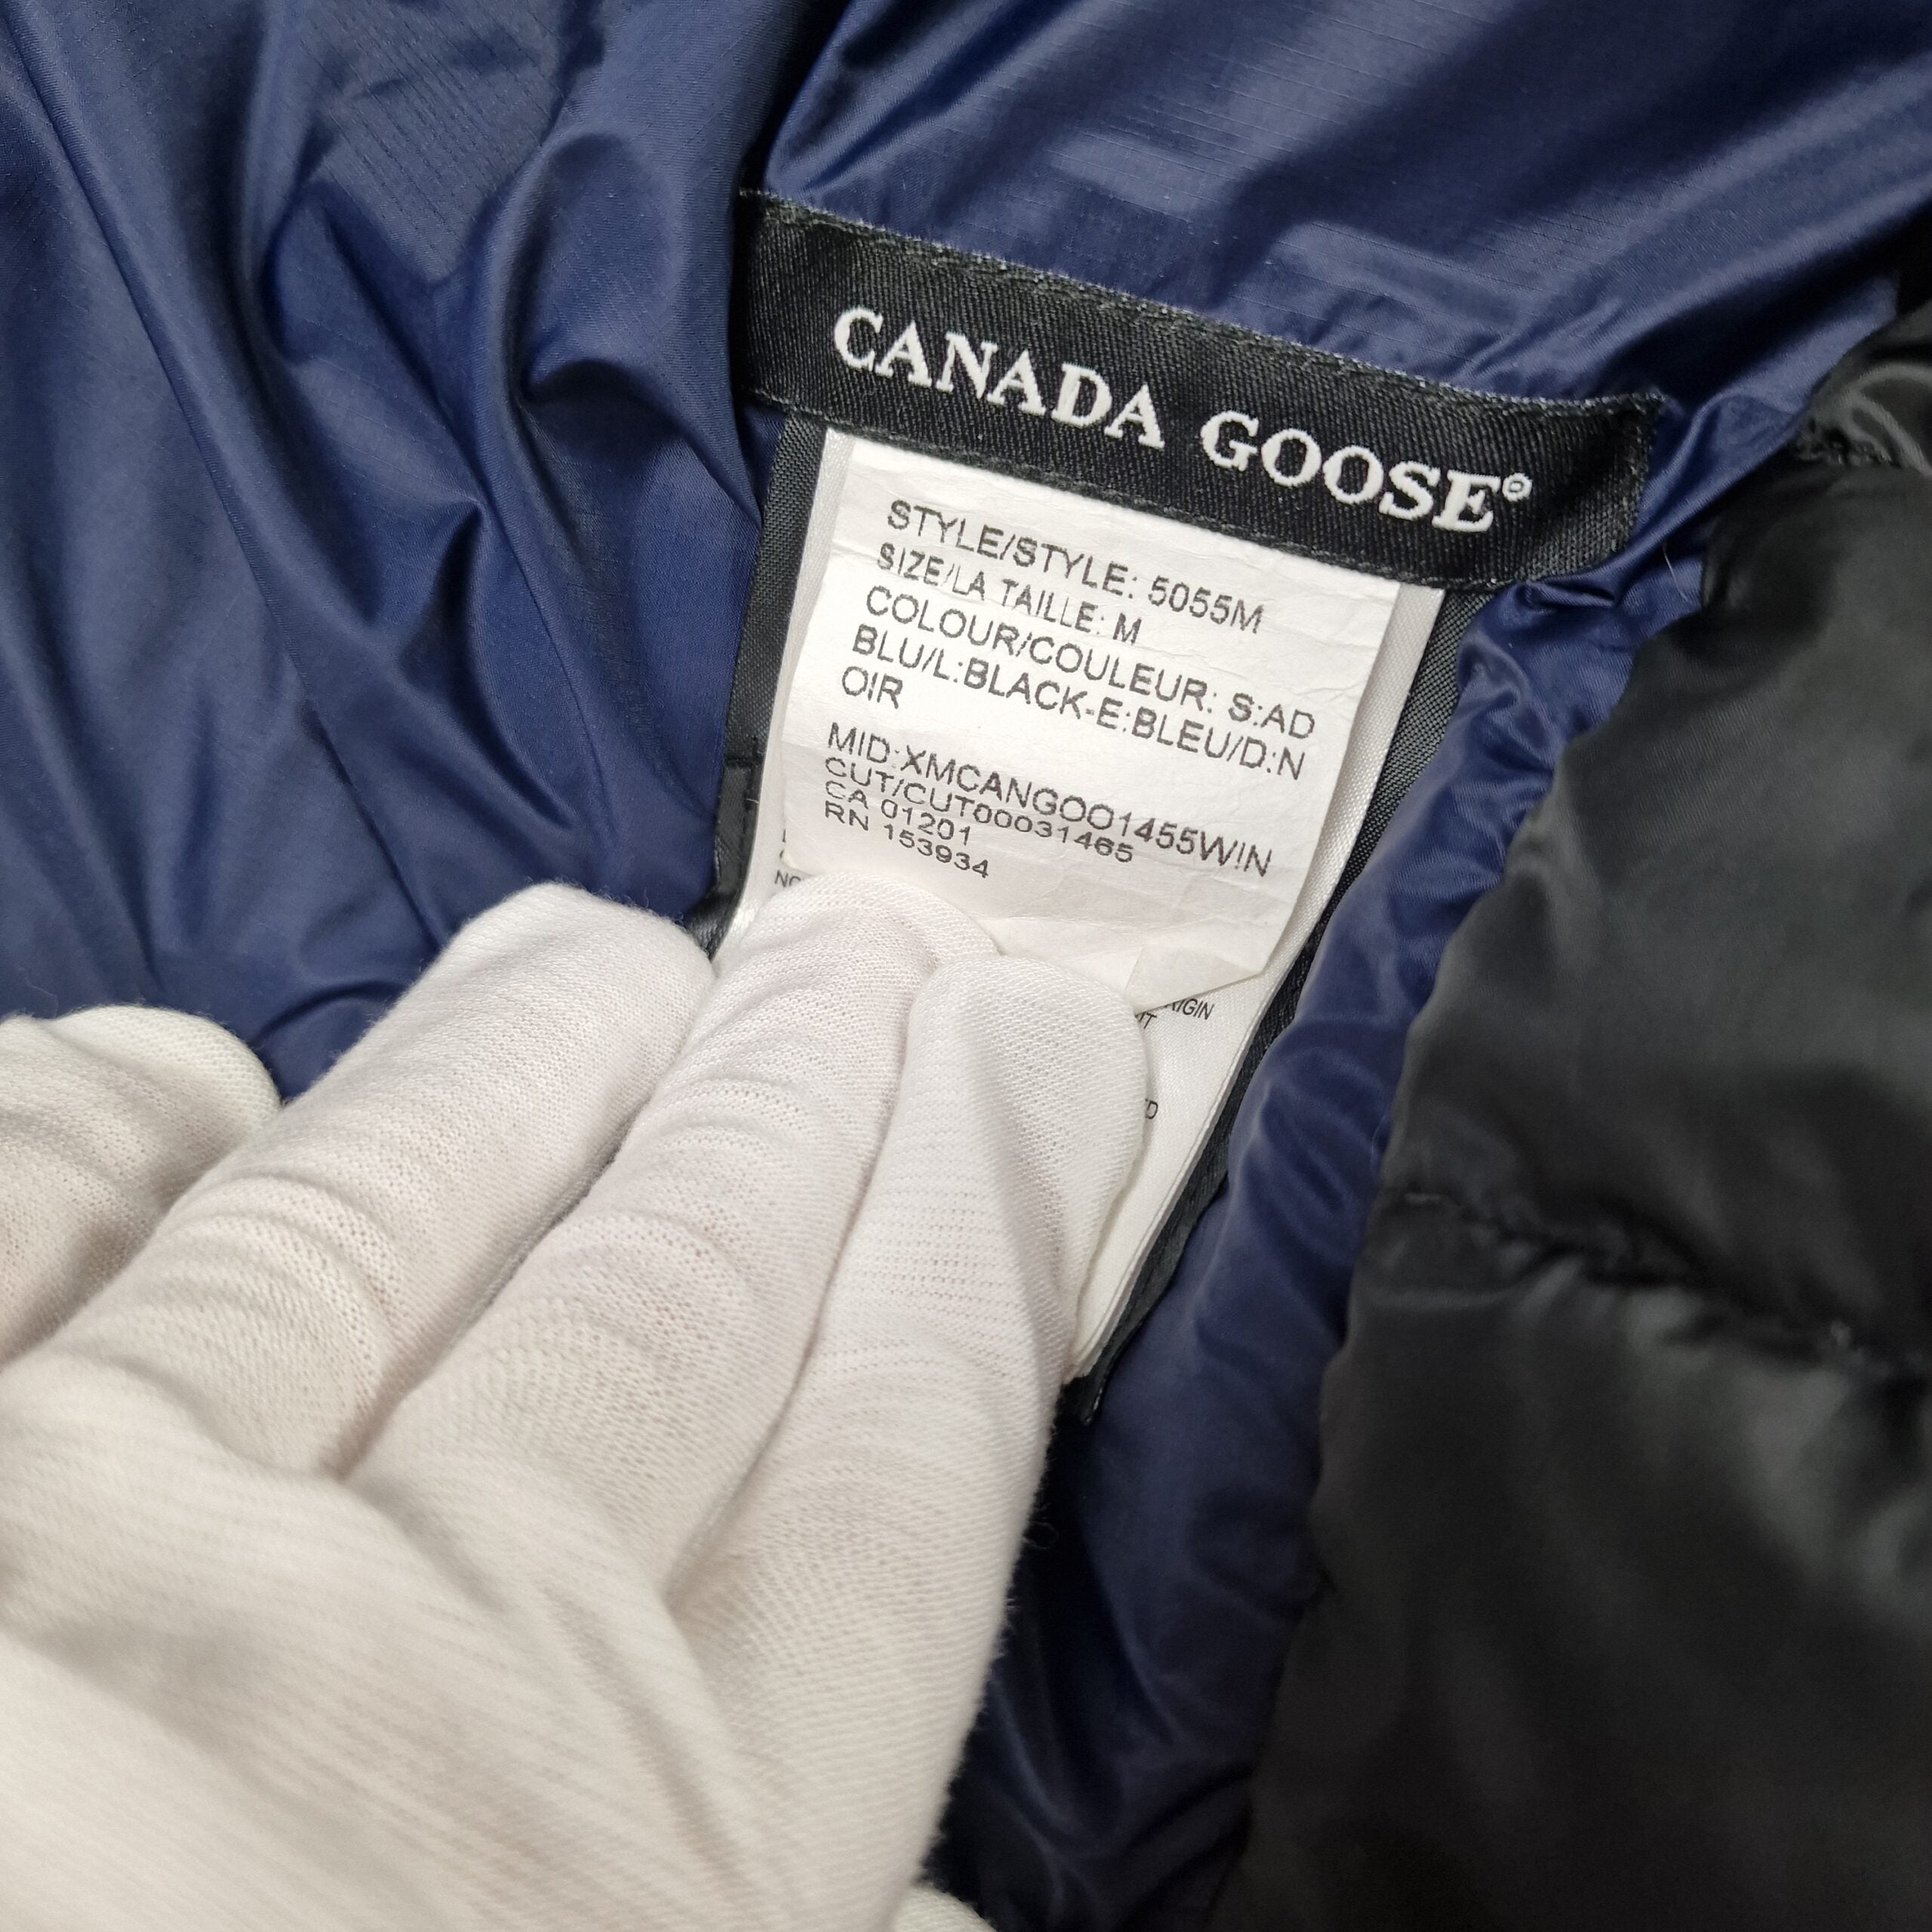 CANADA GOOSE®
STYLE/STYLE: 5055M
SIZE/LA TAILLE: M
COLOUR/COULEUR: S:AD
BLU/L:BLACK-E:BLEU/D:N
OIR
MID:XMCANGOO1455WIN
CUT/CUT00031465
CA 01201
RN 153934